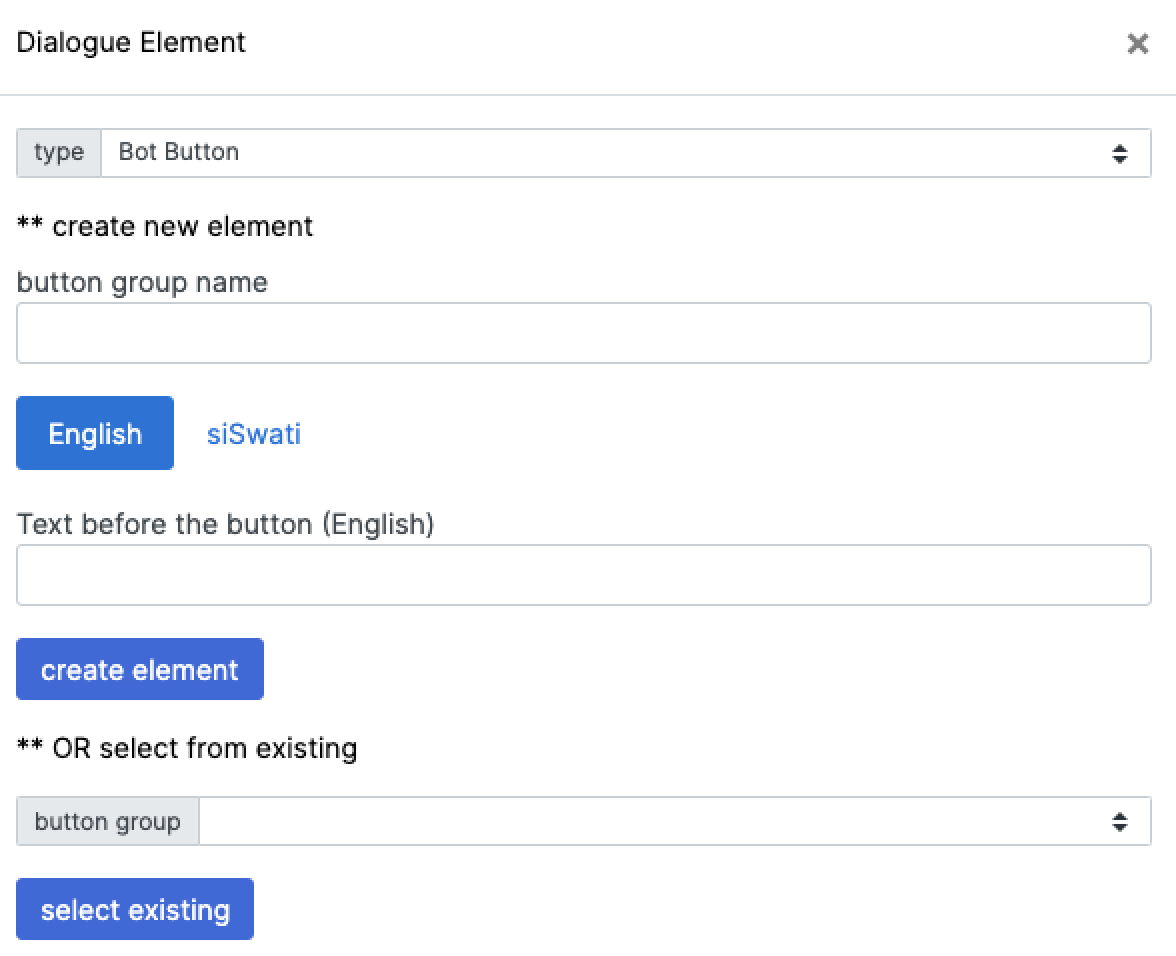 Dialogue Element ×
type Bot Button
** create new element
button group name
English siSwati
Text before the button (English)
create element
** OR select from existing
button group
select existing